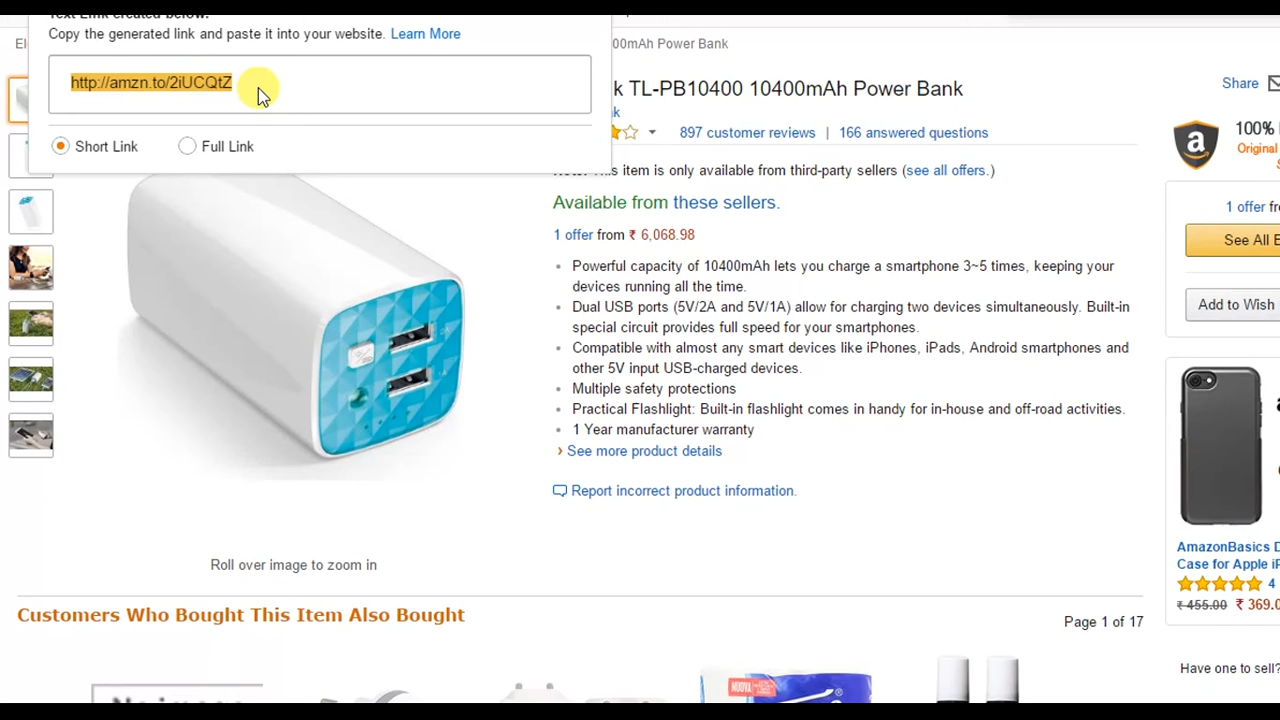 Text Link created below:
Copy the generated link and paste it into your website. Learn More
00mAh Power Bank
http://amzn.to/2iUCQtZ
k TL-PB10400 10400mAh Power Bank
Share
897 customer reviews | 166 answered questions
100%
Original
Short Link
Full Link
Note: This item is only available from third-party sellers (see all offers.)
Available from these sellers.
1 offer from ₹ 6,068.98
1 offer
See All
Add to Wish
Powerful capacity of 10400mAh lets you charge a smartphone 3~5 times, keeping your
devices running all the time.
Dual USB ports (5V/2A and 5V/1A) allow for charging two devices simultaneously. Built-in
special circuit provides full speed for your smartphones.
Compatible with almost any smart devices like iPhones, iPads, Android smartphones and
other 5V input USB-charged devices.
Multiple safety protections
Practical Flashlight: Built-in flashlight comes in handy for in-house and off-road activities.
1 Year manufacturer warranty
› See more product details
Report incorrect product information.
Roll over image to zoom in
AmazonBasics
Case for Apple
4
₹ 455.00 ₹ 369.0
Customers Who Bought This Item Also Bought
Page 1 of 17
Have one to sell?
NUOVA